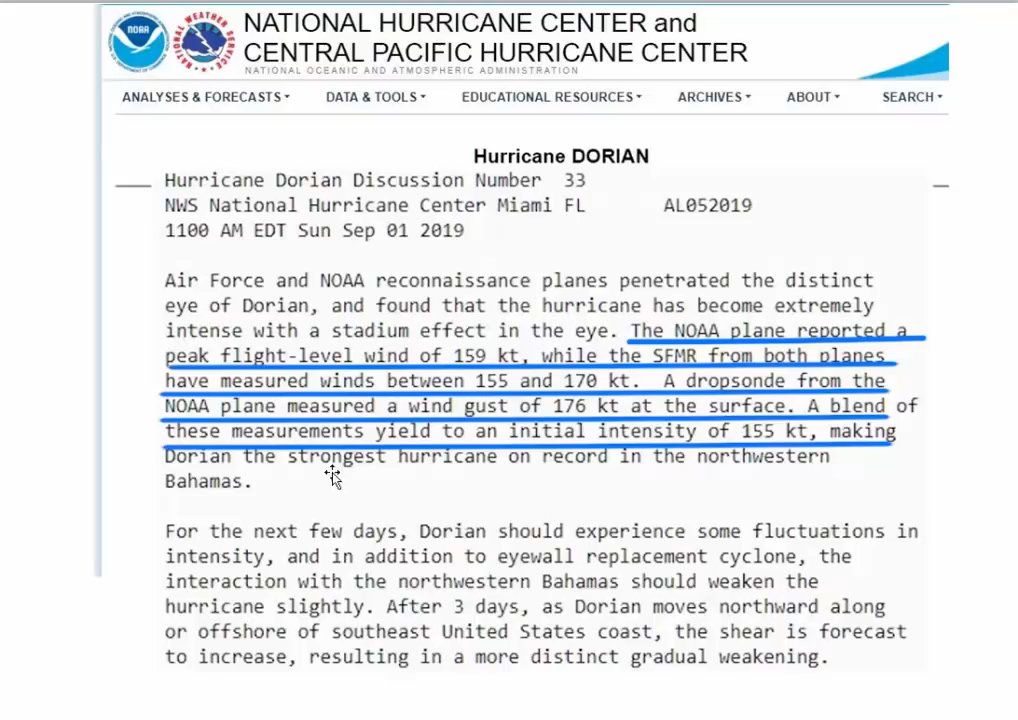 NOAA
NATIONAL WEATHER SERVICE
NATIONAL HURRICANE CENTER and
CENTRAL PACIFIC HURRICANE CENTER
NATIONAL OCEANIC AND ATMOSPHERIC ADMINISTRATION
ANALYSES & FORECASTS DATA & TOOLS EDUCATIONAL RESOURCES ARCHIVES ABOUT SEARCH
Hurricane DORIAN
Hurricane Dorian Discussion Number 33
NWS National Hurricane Center Miami FL AL052019
1100 AM EDT Sun Sep 01 2019
Air Force and NOAA reconnaissance planes penetrated the distinct
eye of Dorian, and found that the hurricane has become extremely
intense with a stadium effect in the eye. The NOAA plane reported a
peak flight-level wind of 159 kt, while the SFMR from both planes
have measured winds between 155 and 170 kt. A dropsonde from the
NOAA plane measured a wind gust of 176 kt at the surface. A blend of
these measurements yield to an initial intensity of 155 kt, making
Dorian the strongest hurricane on record in the northwestern
Bahamas.
For the next few days, Dorian should experience some fluctuations in
intensity, and in addition to eyewall replacement cyclone, the
interaction with the northwestern Bahamas should weaken the
hurricane slightly. After 3 days, as Dorian moves northward along
or offshore of southeast United States coast, the shear is forecast
to increase, resulting in a more distinct gradual weakening.